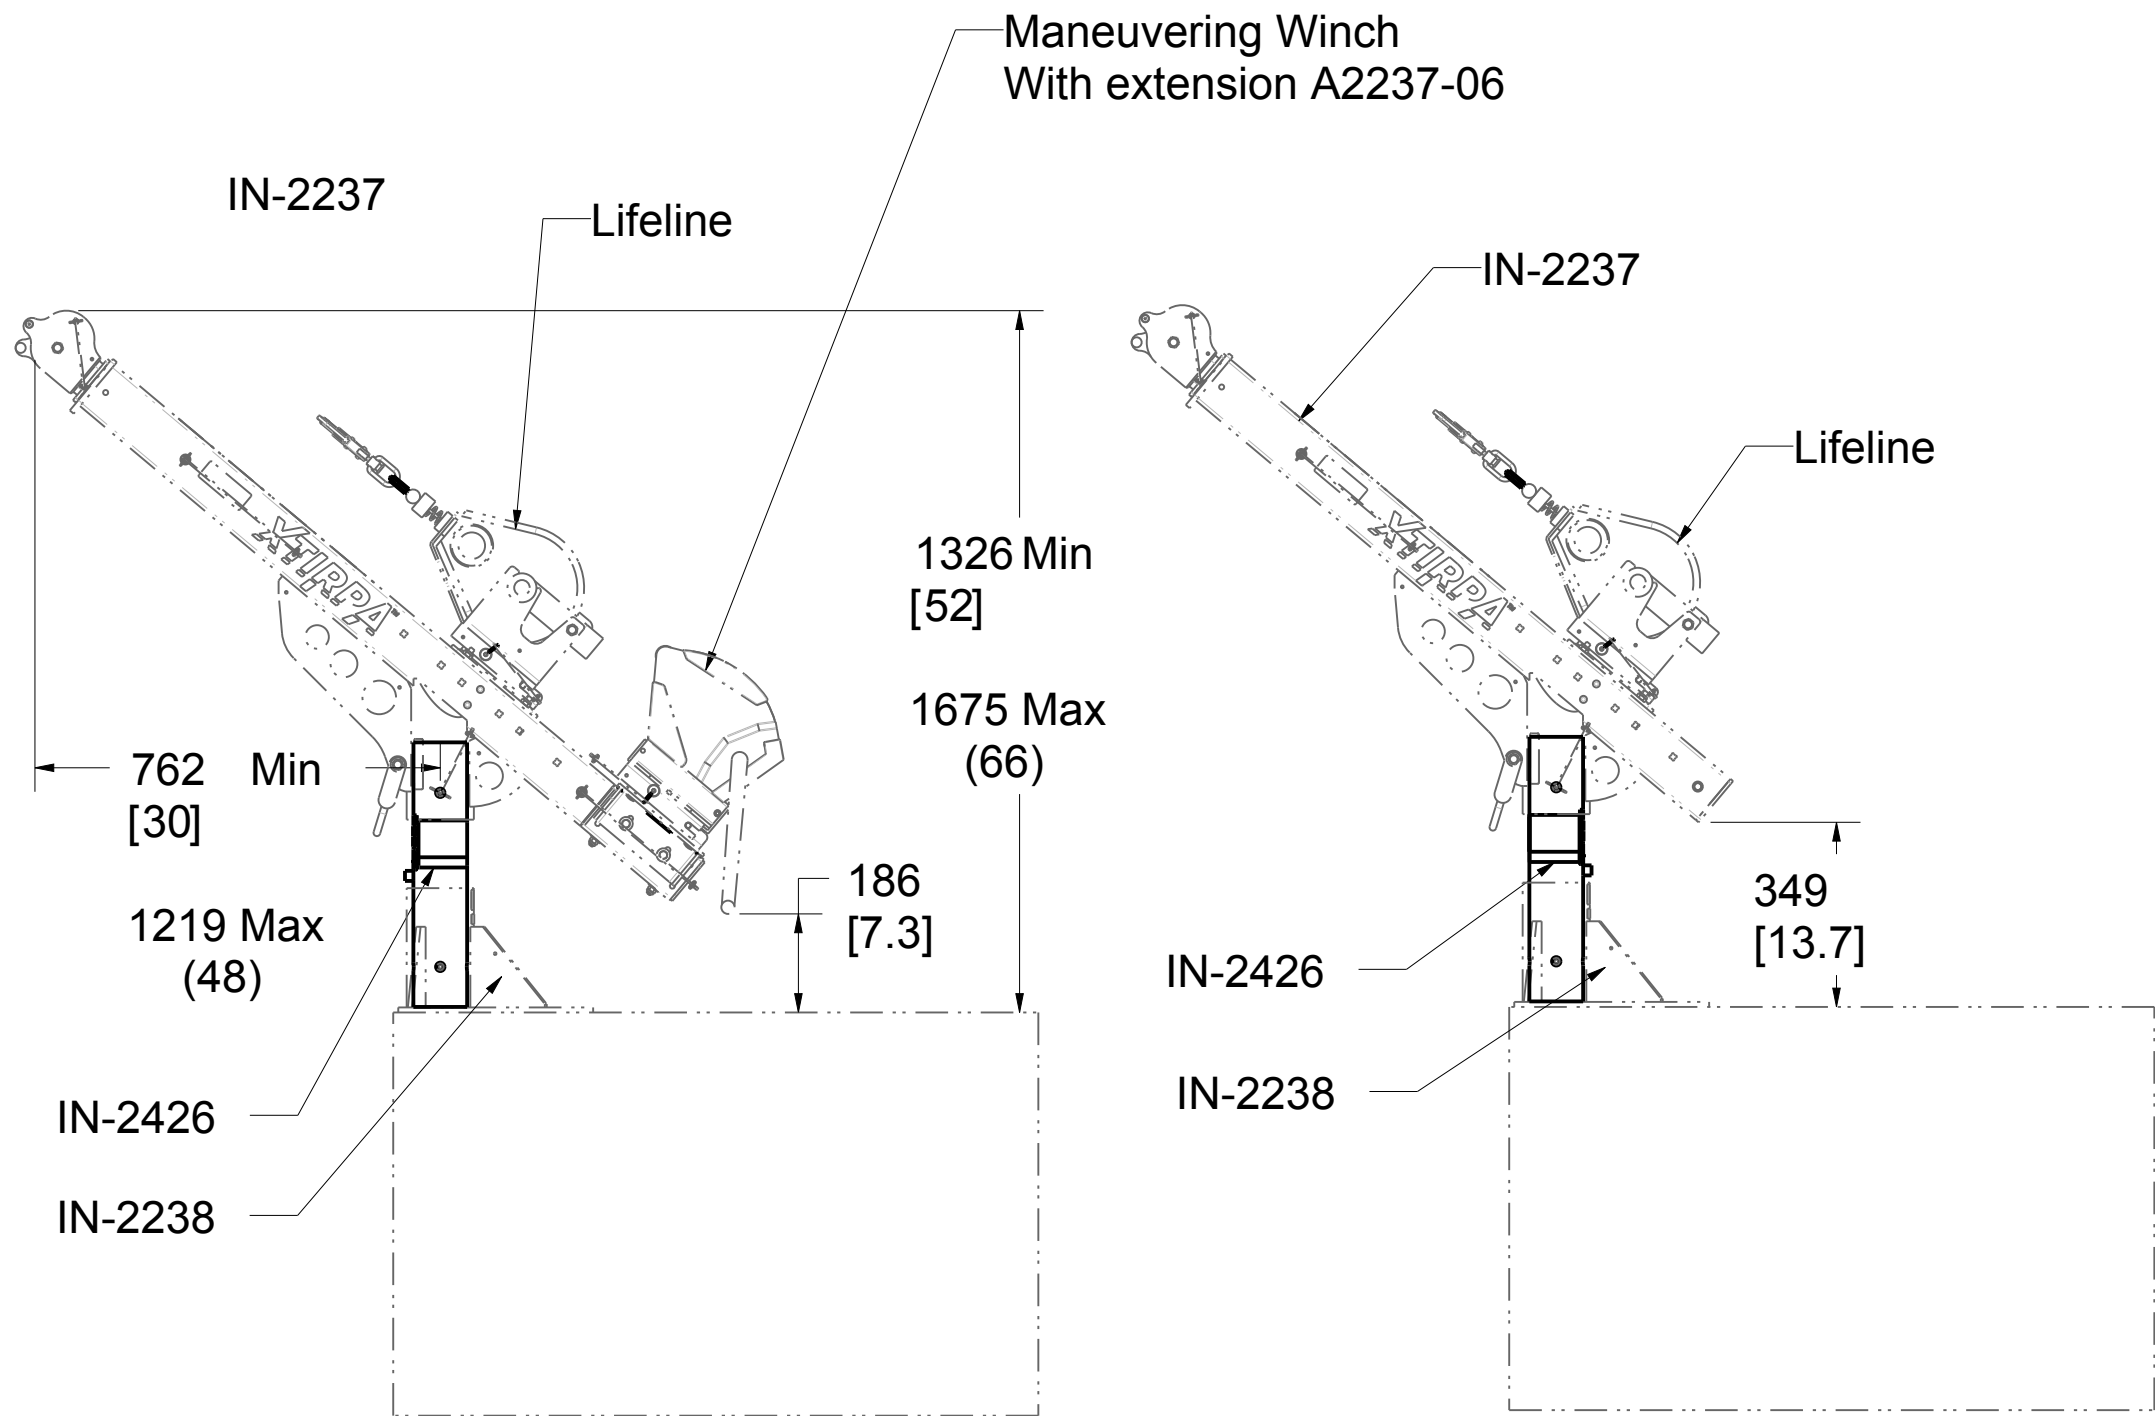 Maneuvering Winch
With extension A2237-06
IN-2237
Lifeline
IN-2237
Lifeline
XTIRPA™
XTIRPA™
1326 Min
[52]
1675 Max
(66)
762 Min
[30]
1219 Max
(48)
186
[7.3]
349
[13.7]
IN-2426
IN-2238
IN-2426
IN-2238